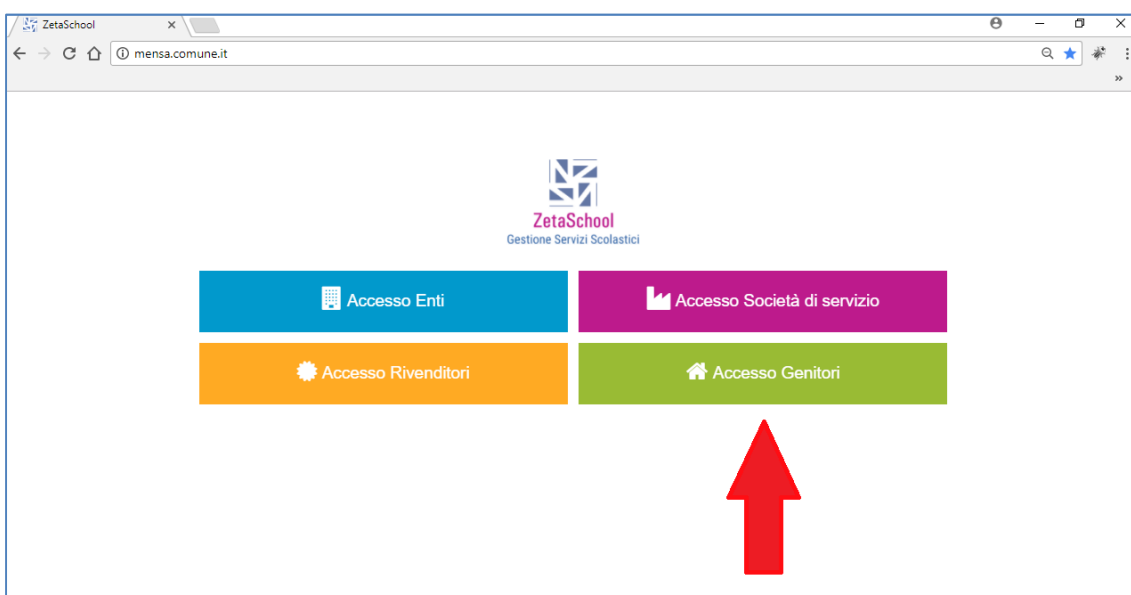 ZetaSchool
mensa.comune.it
ZetaSchool
Gestione Servizi Scolastici
Accesso Enti
Accesso Società di servizio
Accesso Rivenditori
Accesso Genitori